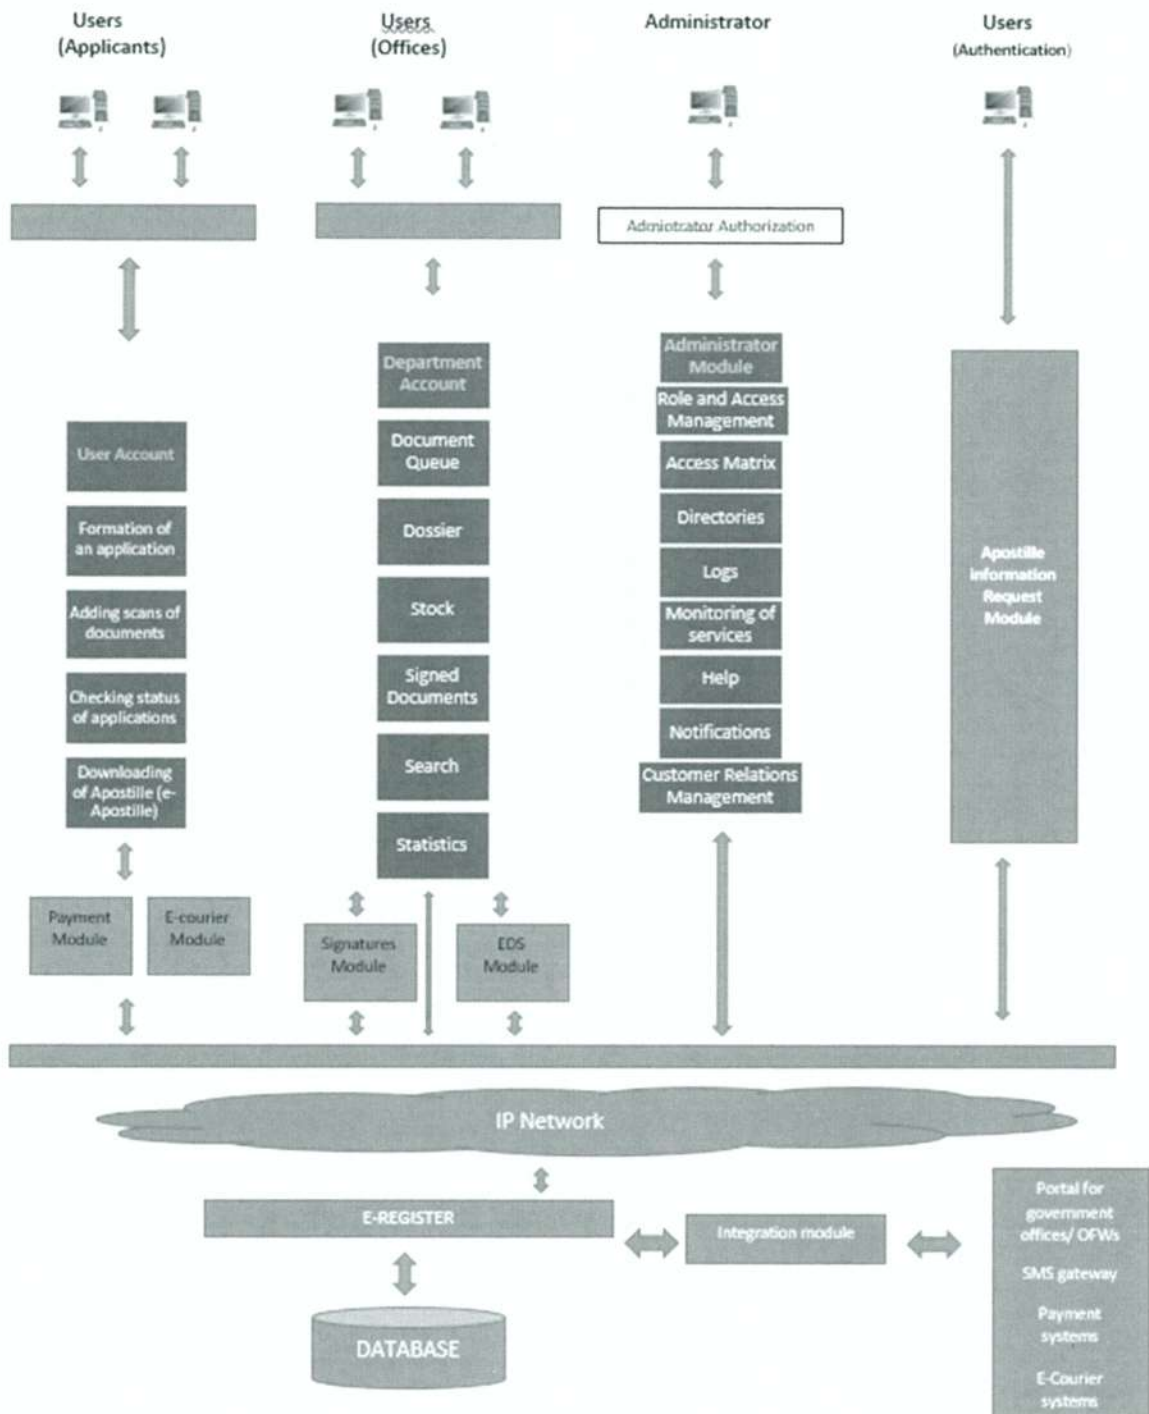 Users
(Applicants)
Users
(Offices)
Administrator
Users
(Authentication)
Admiotrator Authorization
User Account
Formation of
an application
Adding scans of
documents
Checking status
of applications
Downloading
of Apostille (e-
Apostille)
Payment
Module
E-courier
Module
Department
Account
Document
Queue
Dossier
Stock
Signed
Documents
Search
Statistics
Signatures
Module
EDS
Module
Administrator
Module
Role and Access
Management
Access Matrix
Directories
Logs
Monitoring of
services
Help
Notifications
Customer Relations
Management
Apostille
Information
Request
Module
IP Network
E-REGISTER
Integration module
DATABASE
Portal for
government
offices/ OFWs
SMS gateway
Payment
systems
E-Courier
systems